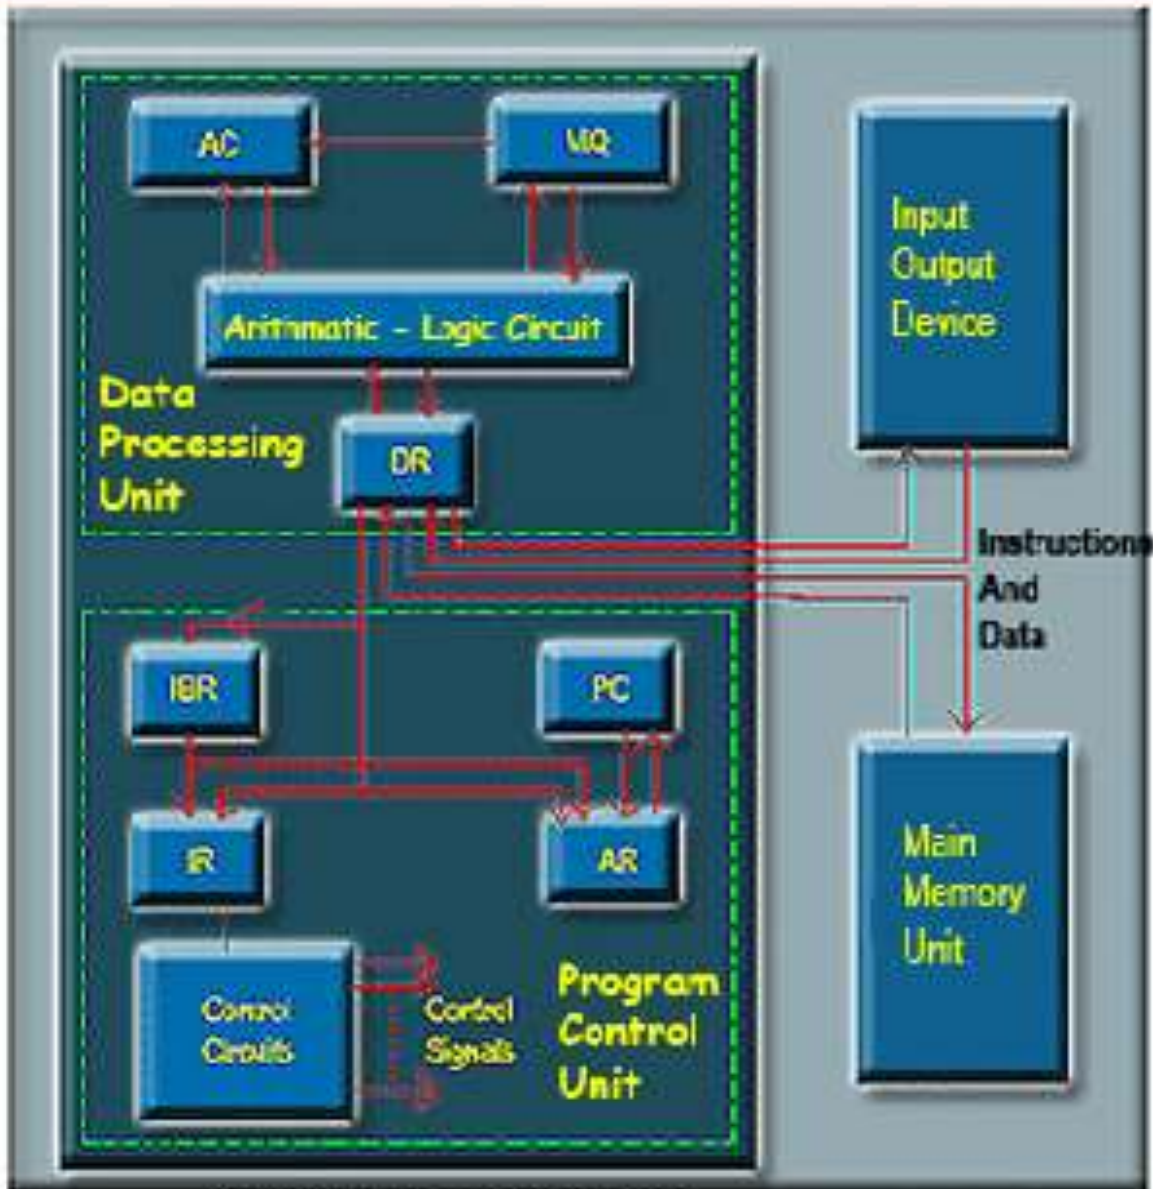 AC
MQ
Input
Output
Device
Arithmatic - Logic Circuit
Data
Processing
Unit
DR
Instructions
And
Data
IBR
PC
IR
AR
Main
Memory
Unit
Control
Circuits
Control
Signals
Program
Control
Unit